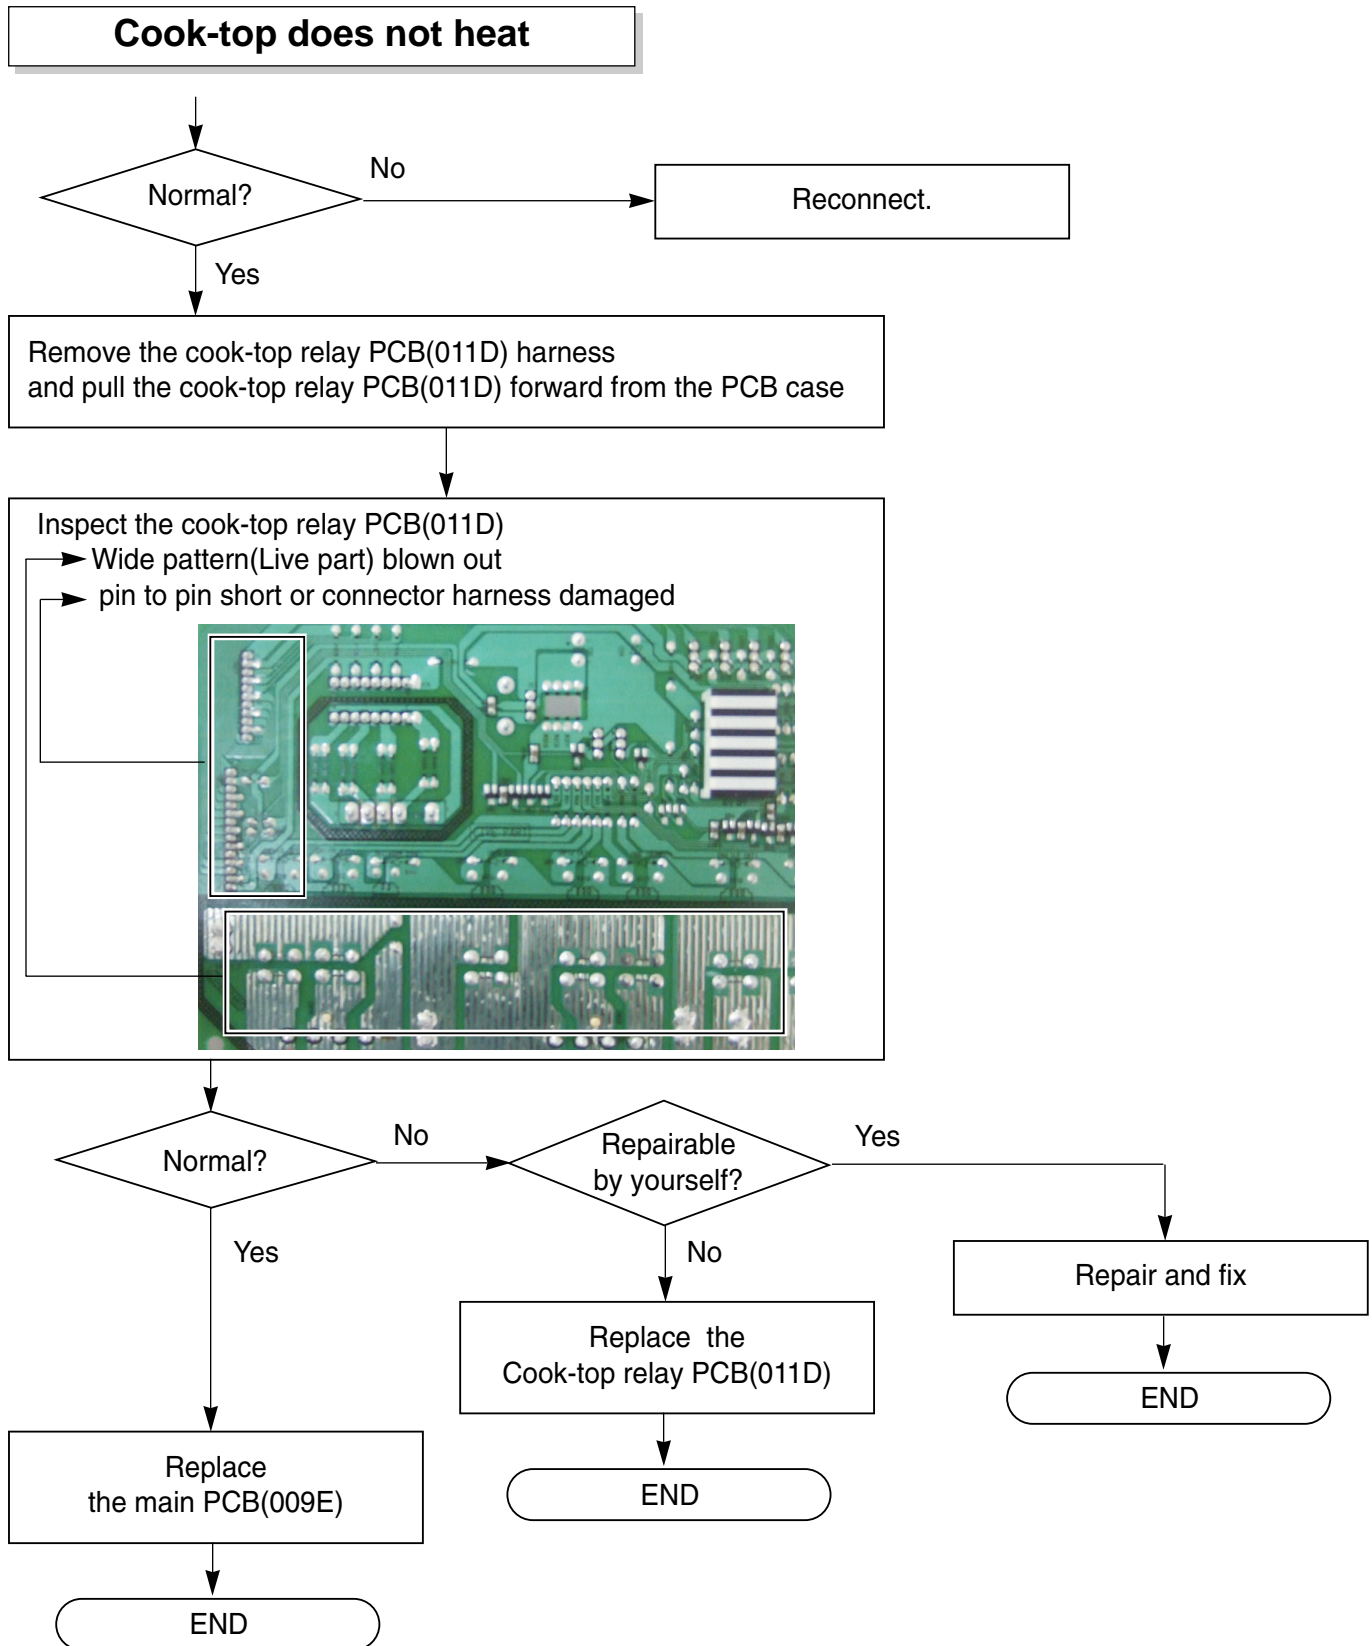 Cook-top does not heat
Normal?
No
Reconnect.
Yes
Remove the cook-top relay PCB(011D) harness
and pull the cook-top relay PCB(011D) forward from the PCB case
Inspect the cook-top relay PCB(011D)
Wide pattern(Live part) blown out
pin to pin short or connector harness damaged
Normal?
No
Repairable
by yourself?
Yes
Yes
No
Repair and fix
END
Replace the
Cook-top relay PCB(011D)
END
Replace
the main PCB(009E)
END